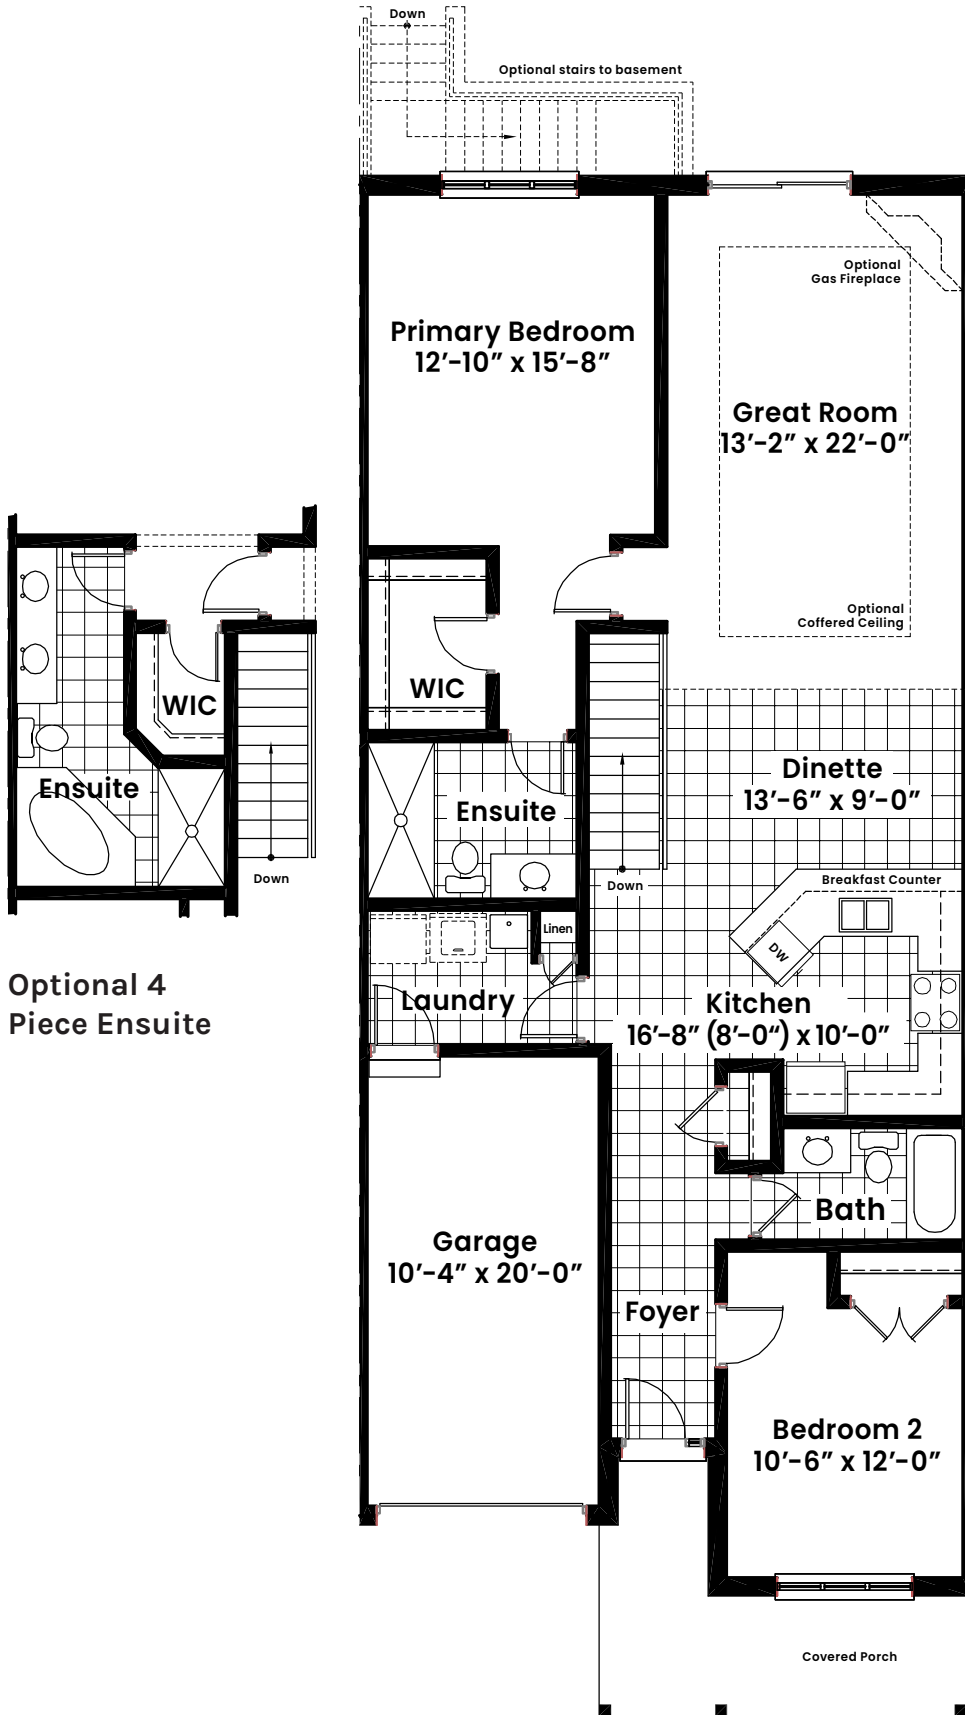 Down
Optional stairs to basement
Optional
Gas Fireplace
Primary Bedroom
12’-10” x 15’-8”
Great Room
13’-2” x 22’-0”
Optional
Coffered Ceiling
WIC
WIC
Ensuite
Down
Optional 4
Piece Ensuite
Ensuite
Dinette
13’-6” x 9’-0”
Down
Breakfast Counter
Linen
DW
Laundry
Kitchen
16’-8” (8’-0“) x 10’-0”
Bath
Garage
10’-4” x 20’-0”
Foyer
Bedroom 2
10’-6” x 12’-0”
Covered Porch